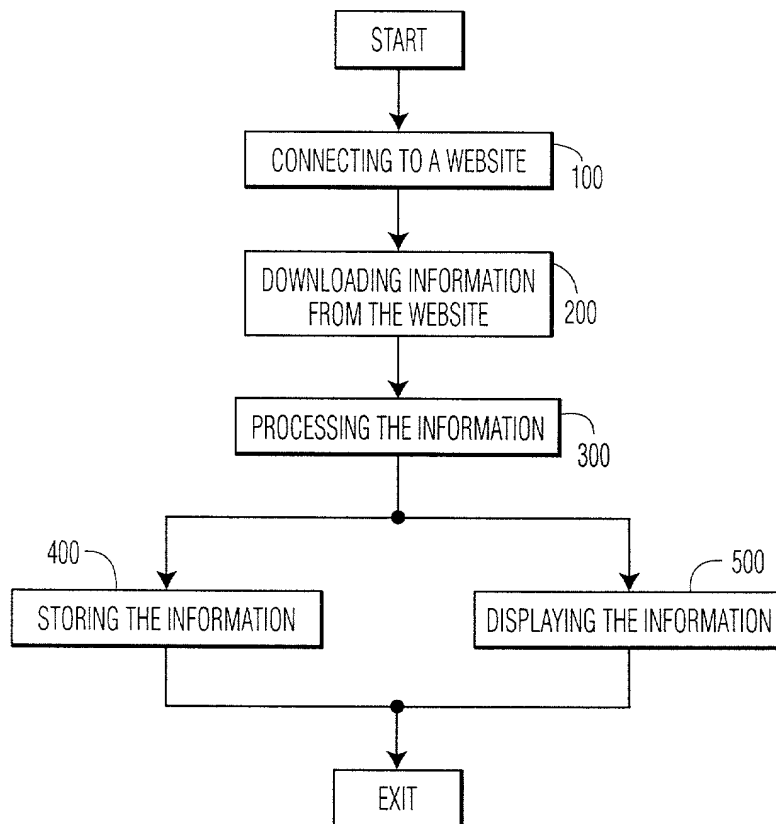 START
CONNECTING TO A WEBSITE
100
DOWNLOADING INFORMATION
FROM THE WEBSITE
200
PROCESSING THE INFORMATION
300
400
STORING THE INFORMATION
500
DISPLAYING THE INFORMATION
EXIT